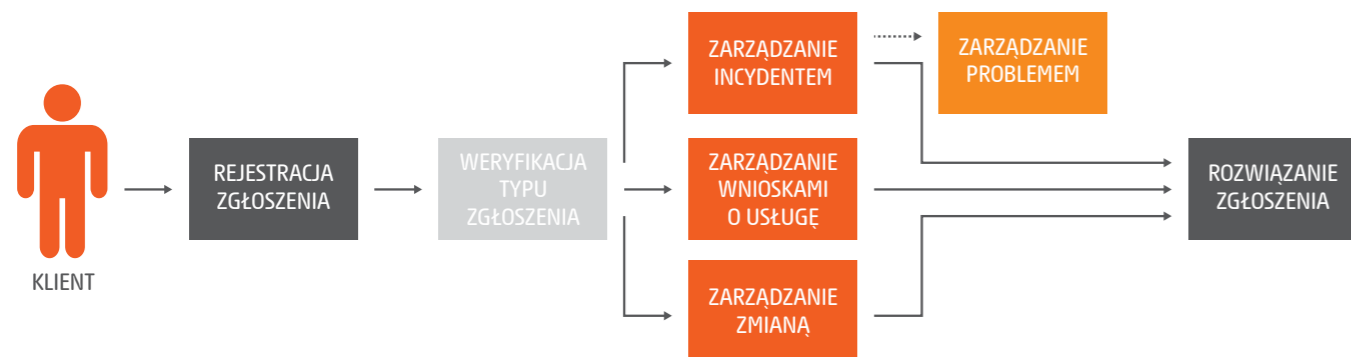 KLIENT
REJESTRACJA
ZGŁOSZENIA
WERYFIKACJA
TYPU
ZGŁOSZENIA
ZARZĄDZANIE
INCYDENTEM
ZARZĄDZANIE
PROBLEMEM
ZARZĄDZANIE
WNIOSKAMI
O USŁUGĘ
ZARZĄDZANIE
ZMIANĄ
ROZWIĄZANIE
ZGŁOSZENIA